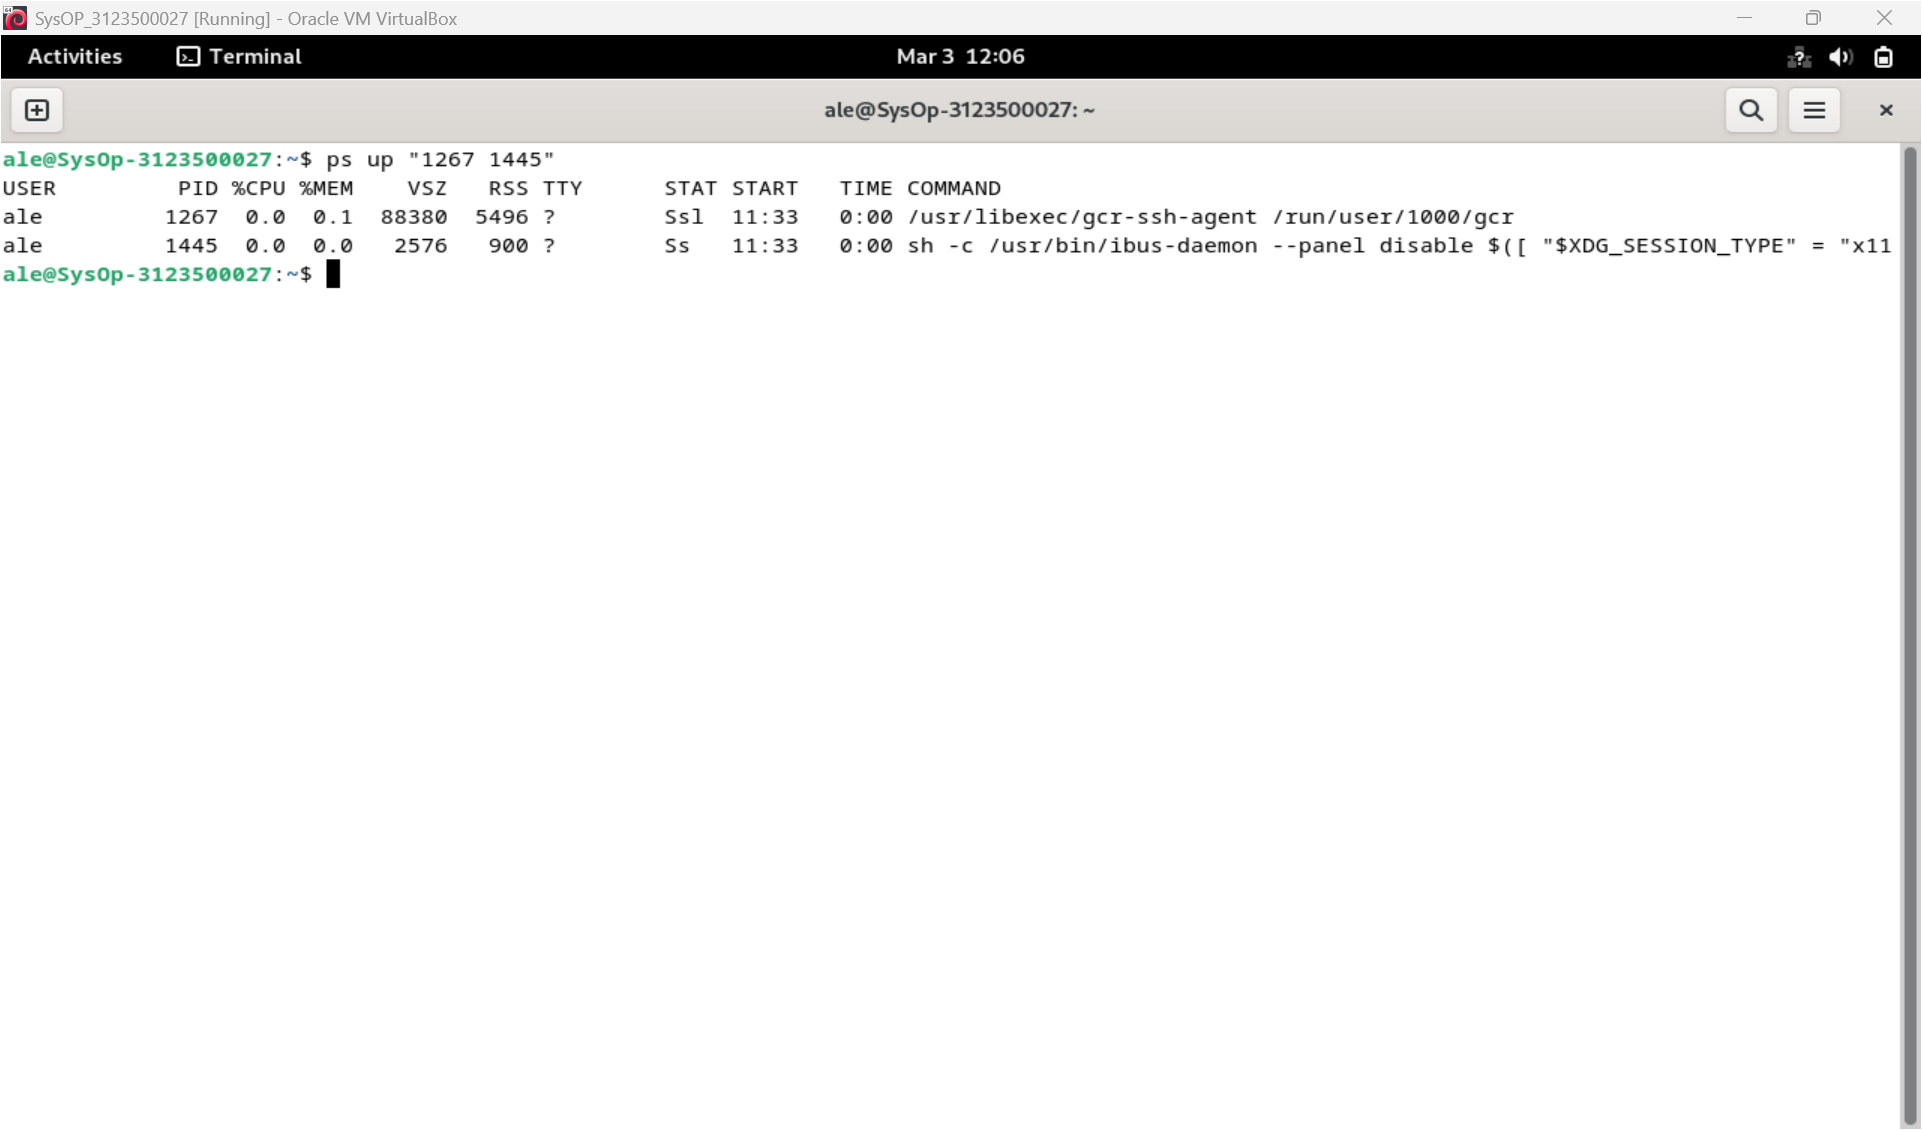 SysOP_3123500027 [Running] - Oracle VM VirtualBox
Activities Terminal Mar 3 12:06
ale@SysOp-3123500027: ~
ale@SysOp-3123500027:~$ ps up "1267 1445"
USER         PID %CPU %MEM    VSZ   RSS TTY      STAT START   TIME COMMAND
ale         1267  0.0  0.1  88380  5496 ?        Ssl  11:33   0:00 /usr/libexec/gcr-ssh-agent /run/user/1000/gcr
ale         1445  0.0  0.0   2576   900 ?        Ss   11:33   0:00 sh -c /usr/bin/ibus-daemon --panel disable $([ "$XDG_SESSION_TYPE" = "x11
ale@SysOp-3123500027:~$